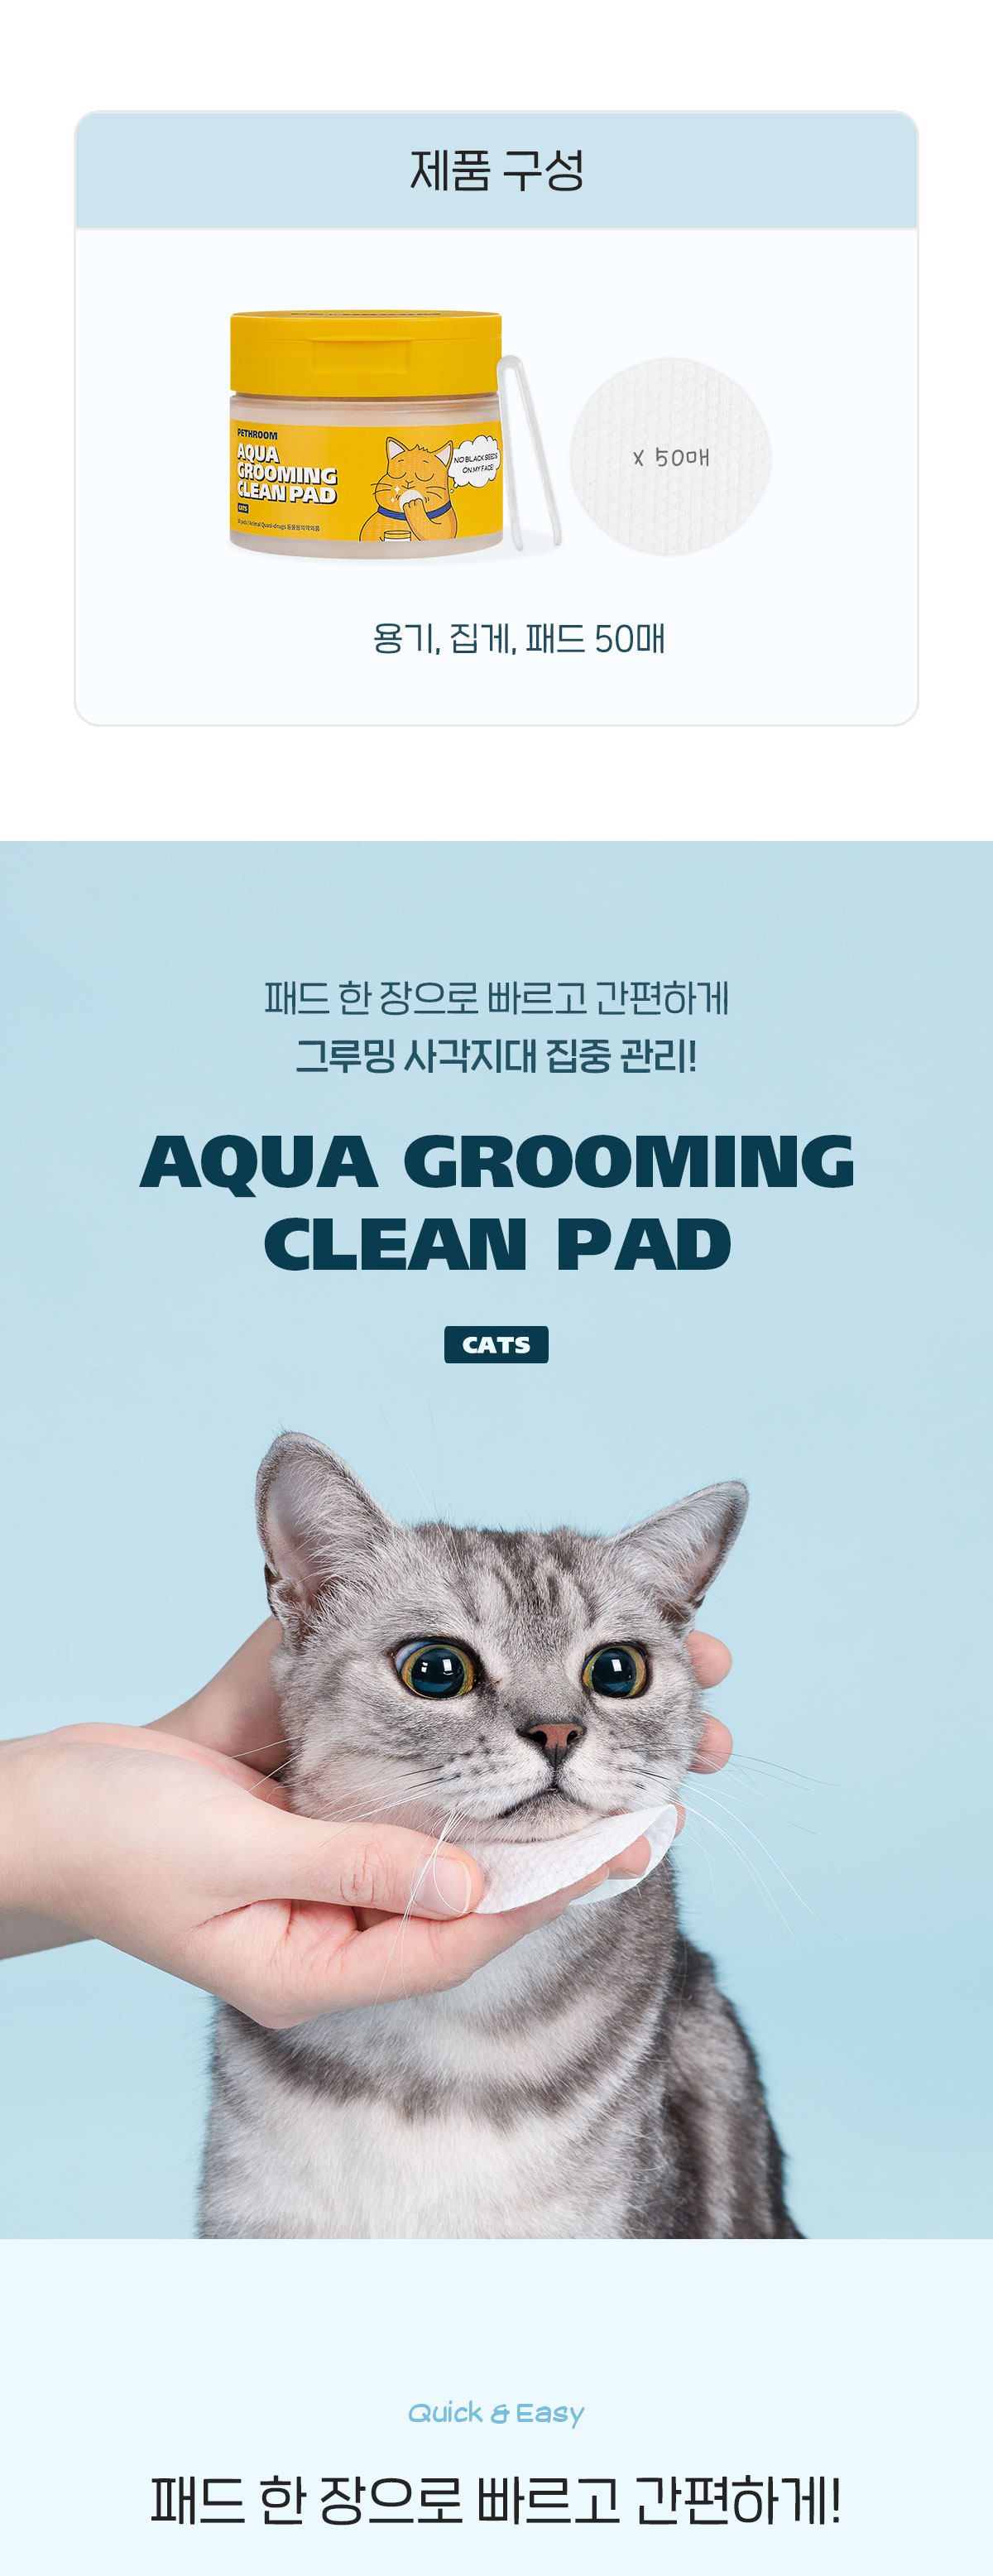 제품 구성
PETHROOM
AQUA
GROOMING
CLEAN PAD
CATS
NO BLACK SEEDS
ON MY FACE
x 50매
용기, 집게, 패드 50매
패드 한 장으로 빠르고 간편하게
그루밍 사각지대 집중 관리!
AQUA GROOMING
CLEAN PAD
CATS
Quick & Easy
패드 한 장으로 빠르고 간편하게!